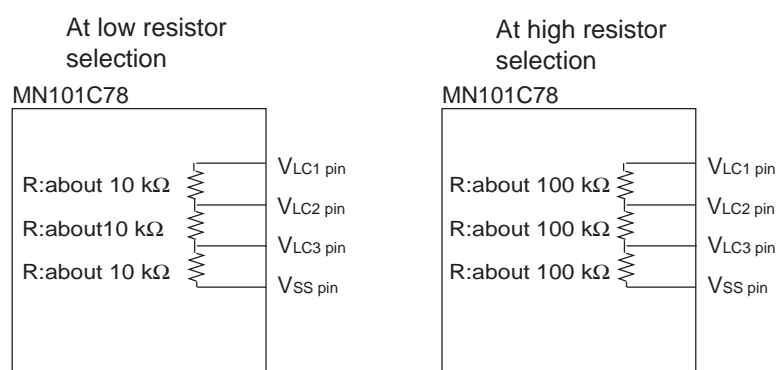 At low resistor
selection
MN101C78
R:about 10 kΩ
R:about10 kΩ
R:about 10 kΩ
VLC1 pin
VLC2 pin
VLC3 pin
VSS pin
At high resistor
selection
MN101C78
R:about 100 kΩ
R:about 100 kΩ
R:about 100 kΩ
VLC1 pin
VLC2 pin
VLC3 pin
VSS pin